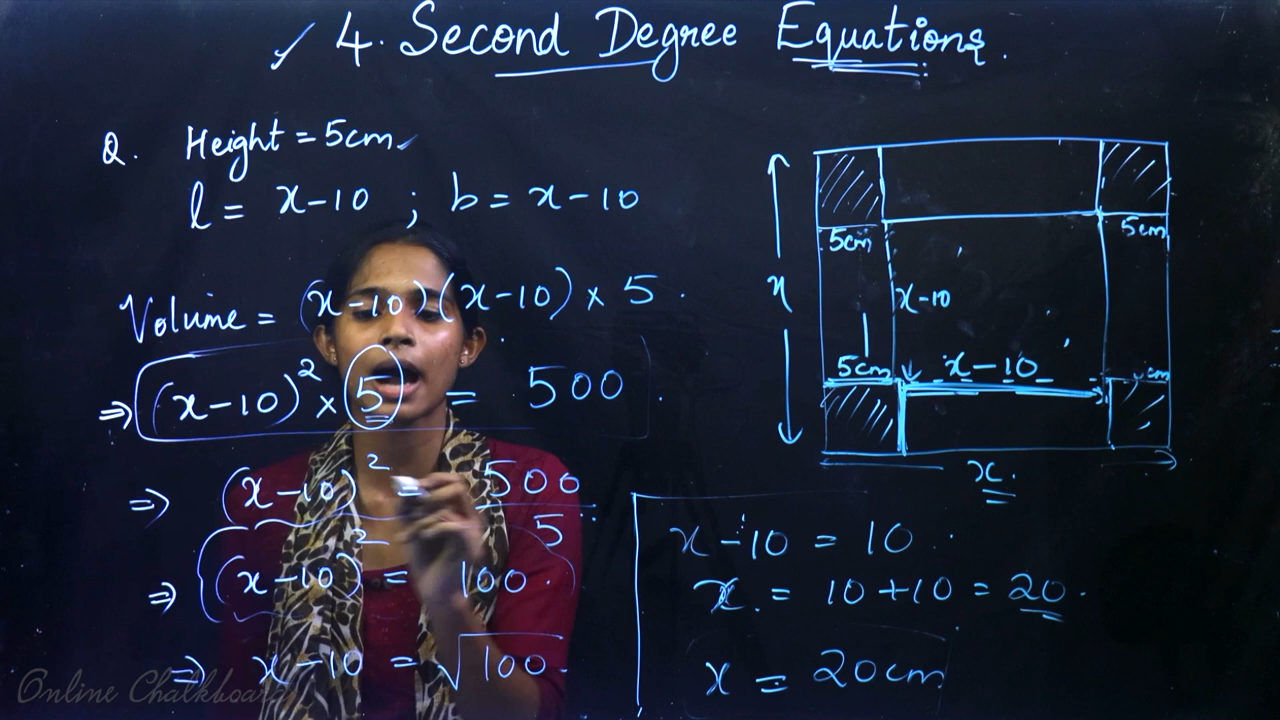 ✓ 4. Second Degree Equations.
Q. Height = 5cm
l = x-10 ; b = x-10
Volume = (x-10)(x-10) × 5.
⇒ (x-10)² × 5 = 500.
⇒ (x-10)² = 500/5
⇒ (x-10)² = 100.
⇒ x-10 = √100.
5cm
5cm
x
x-10
5cm
x-10
cm
x.
x-10 = 10.
x. = 10+10 = 20.
x = 20cm
Online Chalkboard